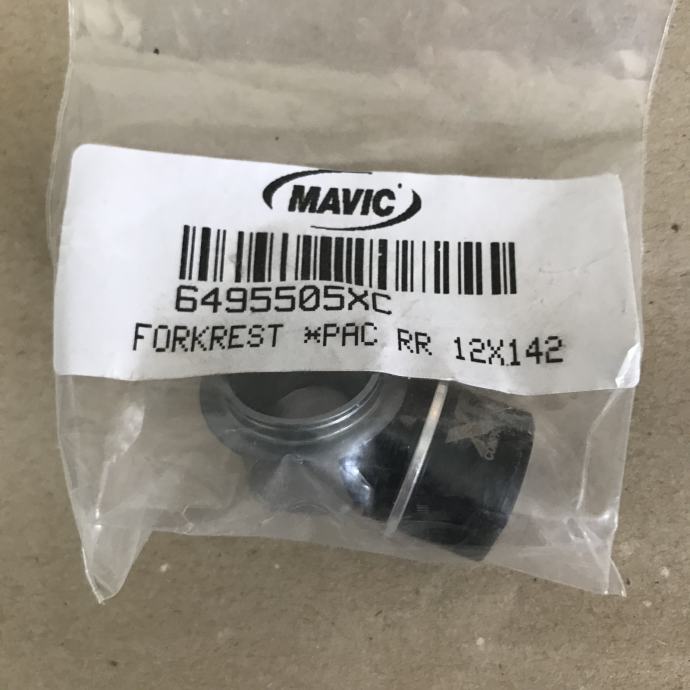 MAVIC
6495505XC
FORKREST *PAC RR 12X142